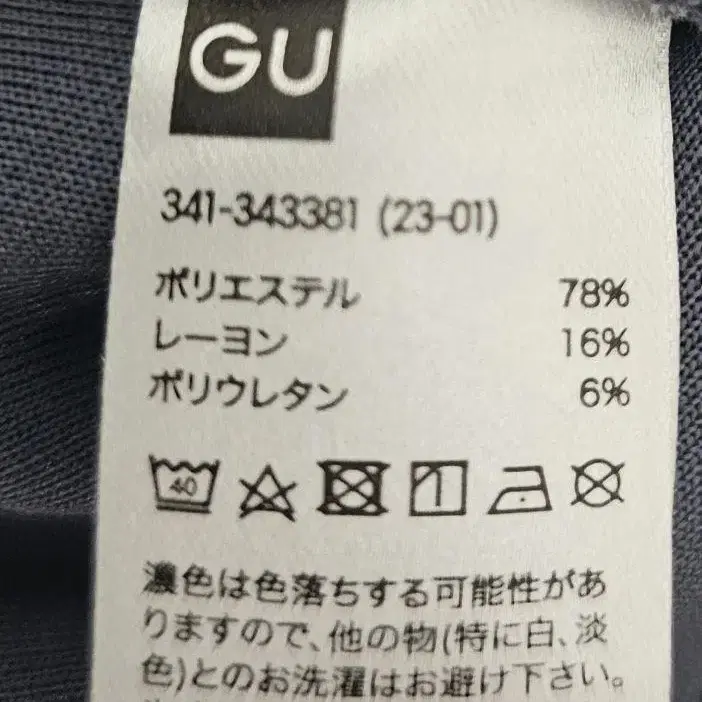 GU
341-343381 (23-01)
ポリエステル 78%
レーヨン 16%
ポリウレタン 6%
40
濃色は色落ちする可能性があ
りますので、他の物(特に白、淡
色)とのお洗濯はお避け下さい。